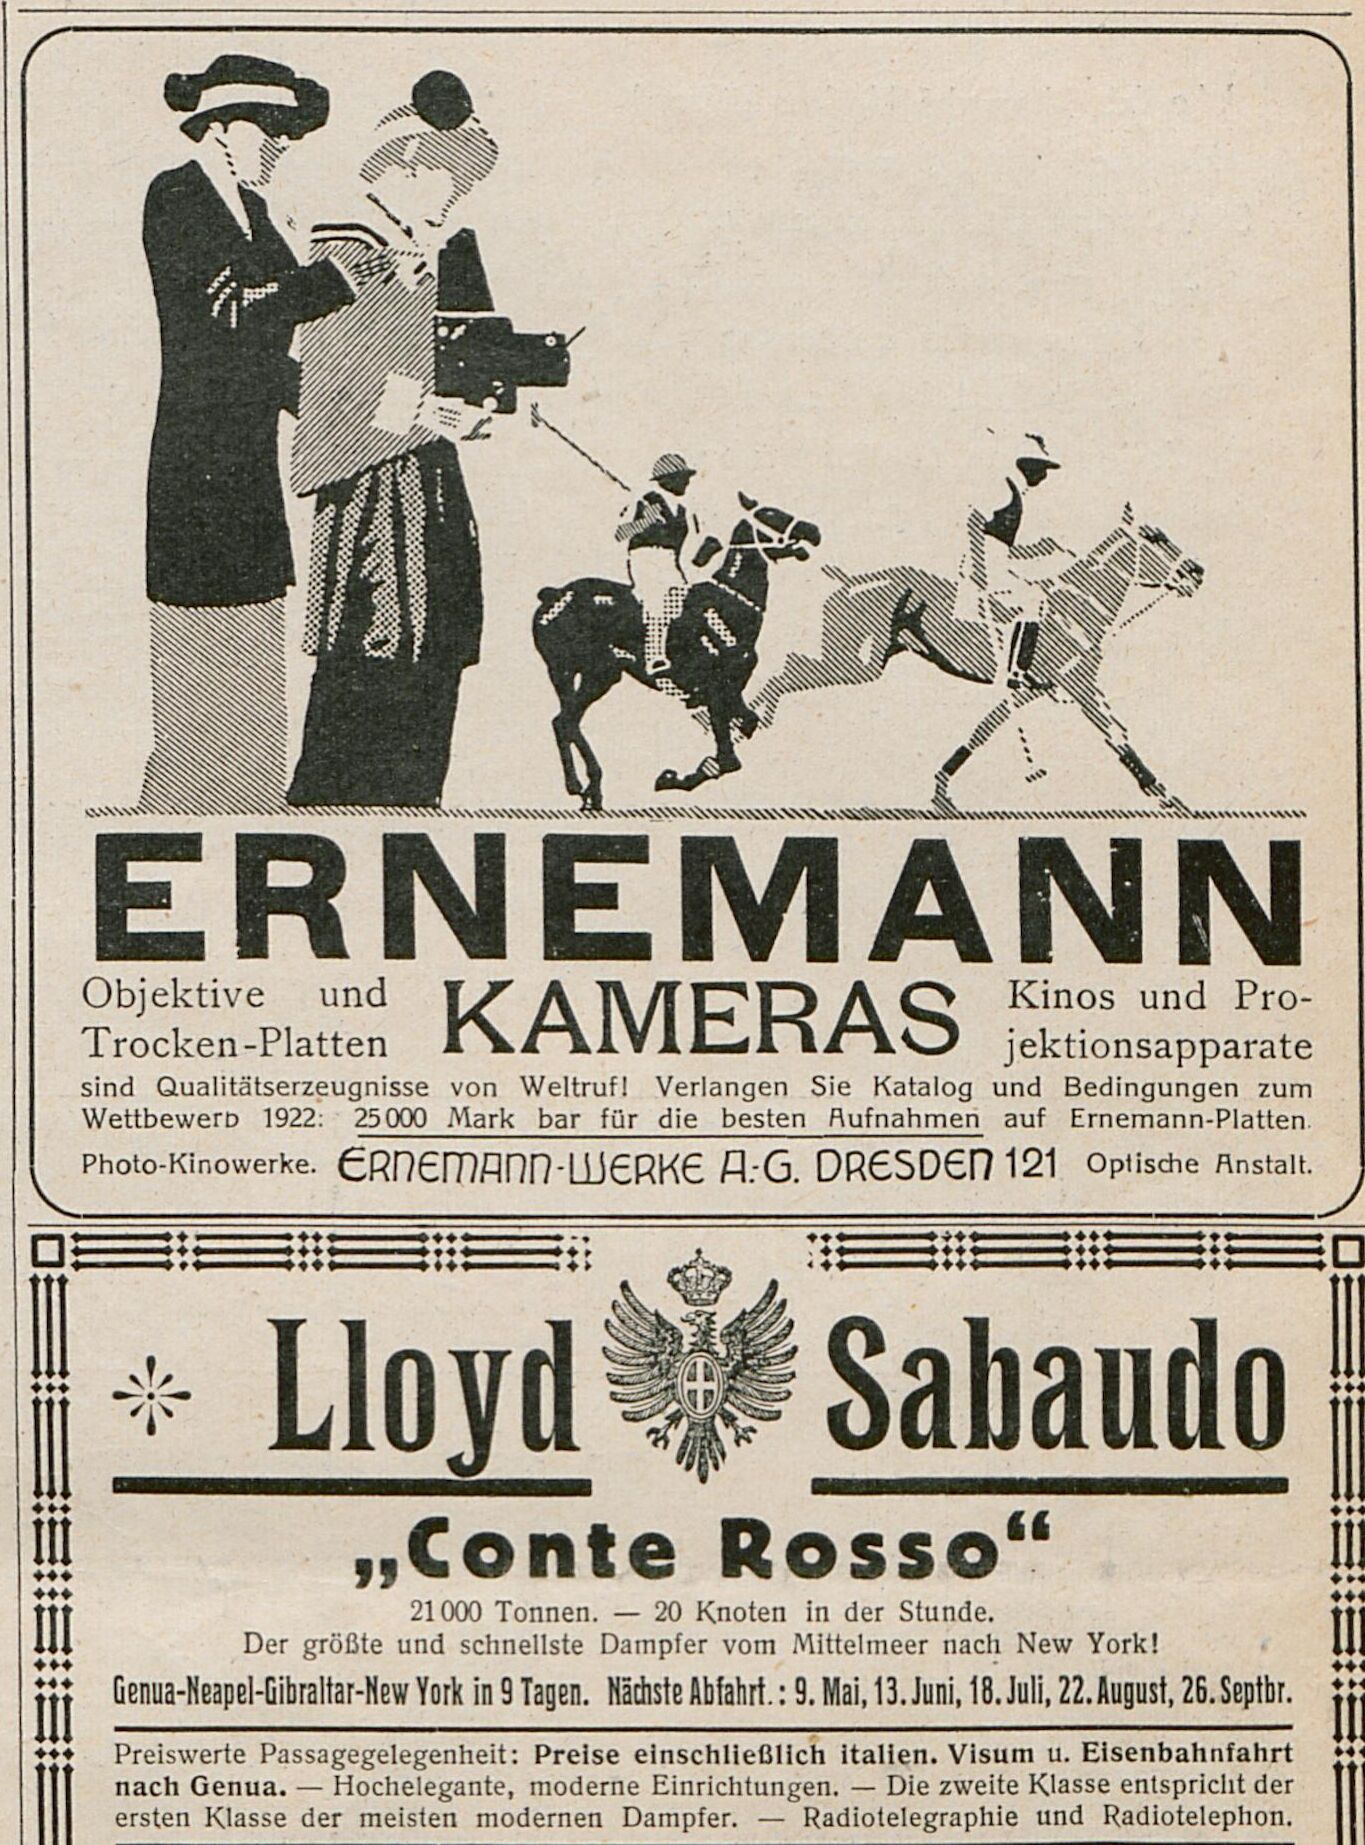 ERNEMANN
Objektive und
Trocken-Platten
KAMERAS
Kinos und Pro-
jektionsapparate
sind Qualitätserzeugnisse von Weltruf! Verlangen Sie Katalog und Bedingungen zum
Wettbewerb 1922: 25000 Mark bar für die besten Aufnahmen auf Ernemann-Platten.
Photo-Kinowerke. ERNEMANN-WERKE A.-G. DRESDEN 121 Optische Anstalt.
Lloyd Sabaudo
„Conte Rosso“
21000 Tonnen. — 20 Knoten in der Stunde.
Der größte und schnellste Dampfer vom Mittelmeer nach New York!
Genua-Neapel-Gibraltar-New York in 9 Tagen. Nächste Abfahrt.: 9. Mai, 13. Juni, 18. Juli, 22. August, 26. Septbr.
Preiswerte Passagegelegenheit: Preise einschließlich italien. Visum u. Eisenbahnfahrt
nach Genua. — Hochelegante, moderne Einrichtungen. — Die zweite Klasse entspricht der
ersten Klasse der meisten modernen Dampfer. — Radiotelegraphie und Radiotelephon.